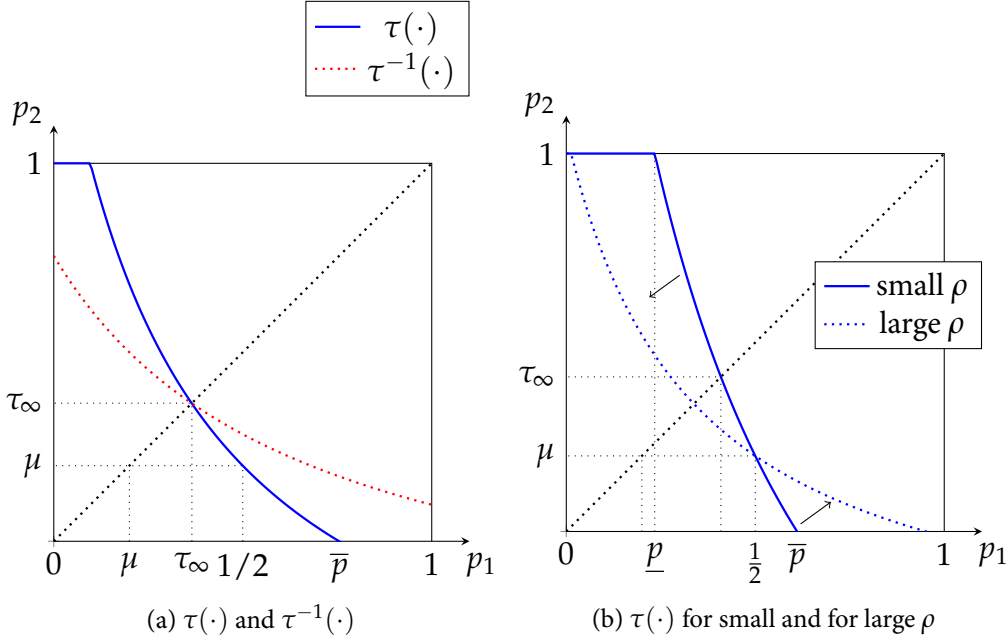 τ(·)
τ⁻¹(·)
p₂
1
τ∞
μ
0
μ
τ∞
1/2
p̅
1
p₁
(a) τ(·) and τ⁻¹(·)
p₂
1
small ρ
large ρ
τ∞
μ
0
p̲
½
p̅
1
p₁
(b) τ(·) for small and for large ρ